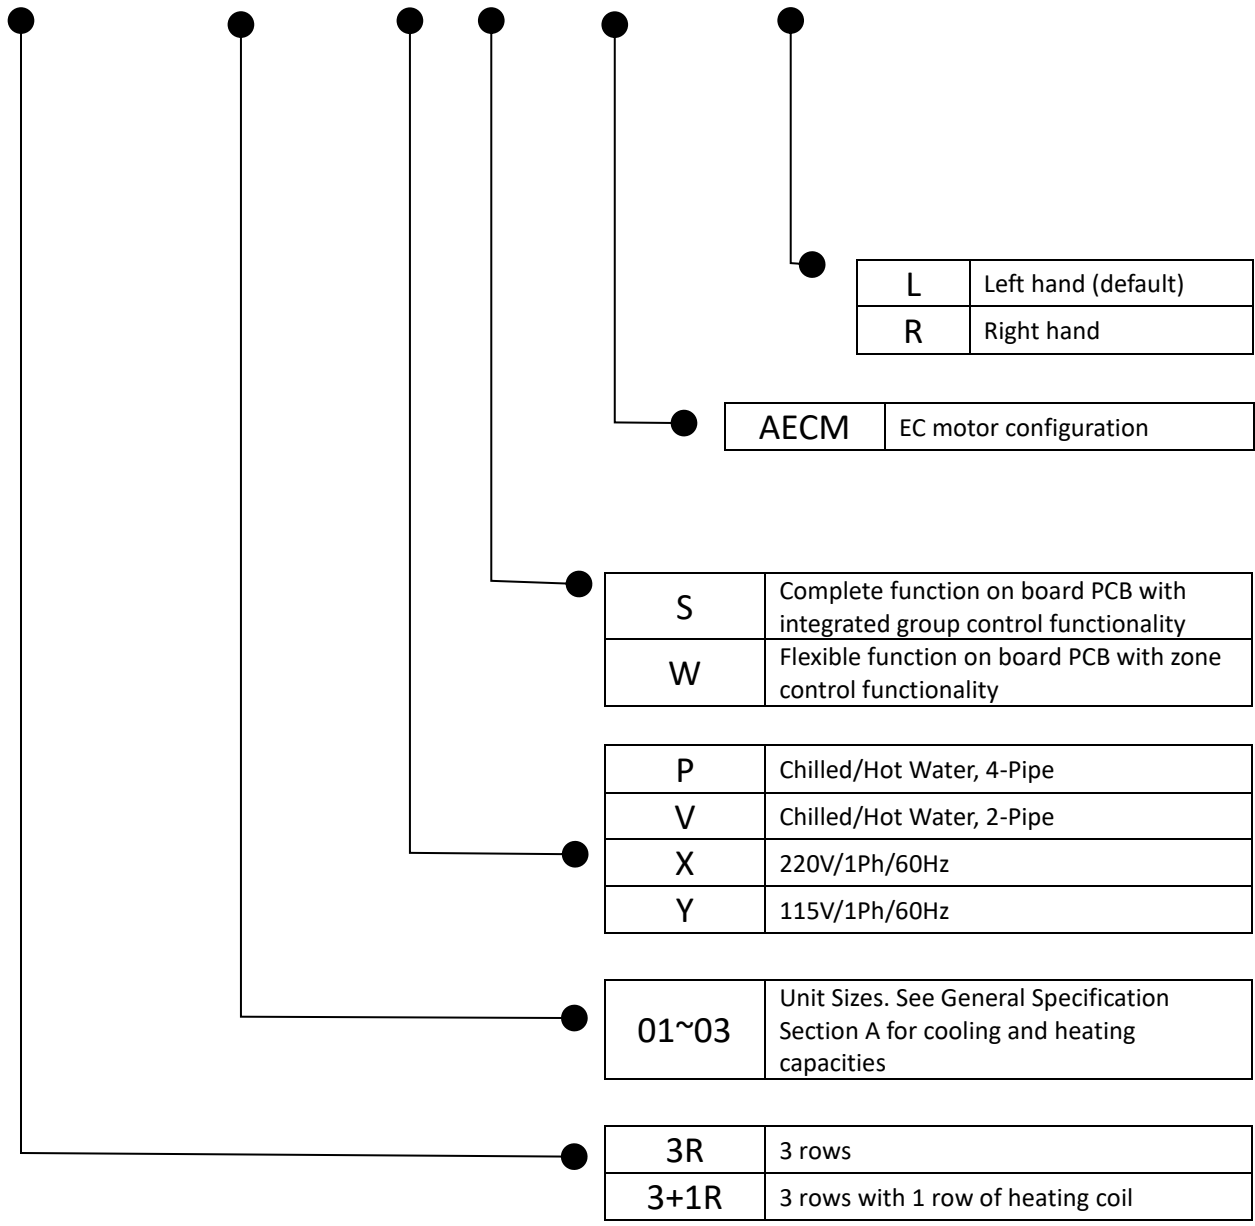 L Left hand (default)
R Right hand
AECM EC motor configuration
S Complete function on board PCB with
integrated group control functionality
W Flexible function on board PCB with zone
control functionality
P Chilled/Hot Water, 4-Pipe
V Chilled/Hot Water, 2-Pipe
X 220V/1Ph/60Hz
Y 115V/1Ph/60Hz
01~03 Unit Sizes. See General Specification
Section A for cooling and heating
capacities
3R 3 rows
3+1R 3 rows with 1 row of heating coil